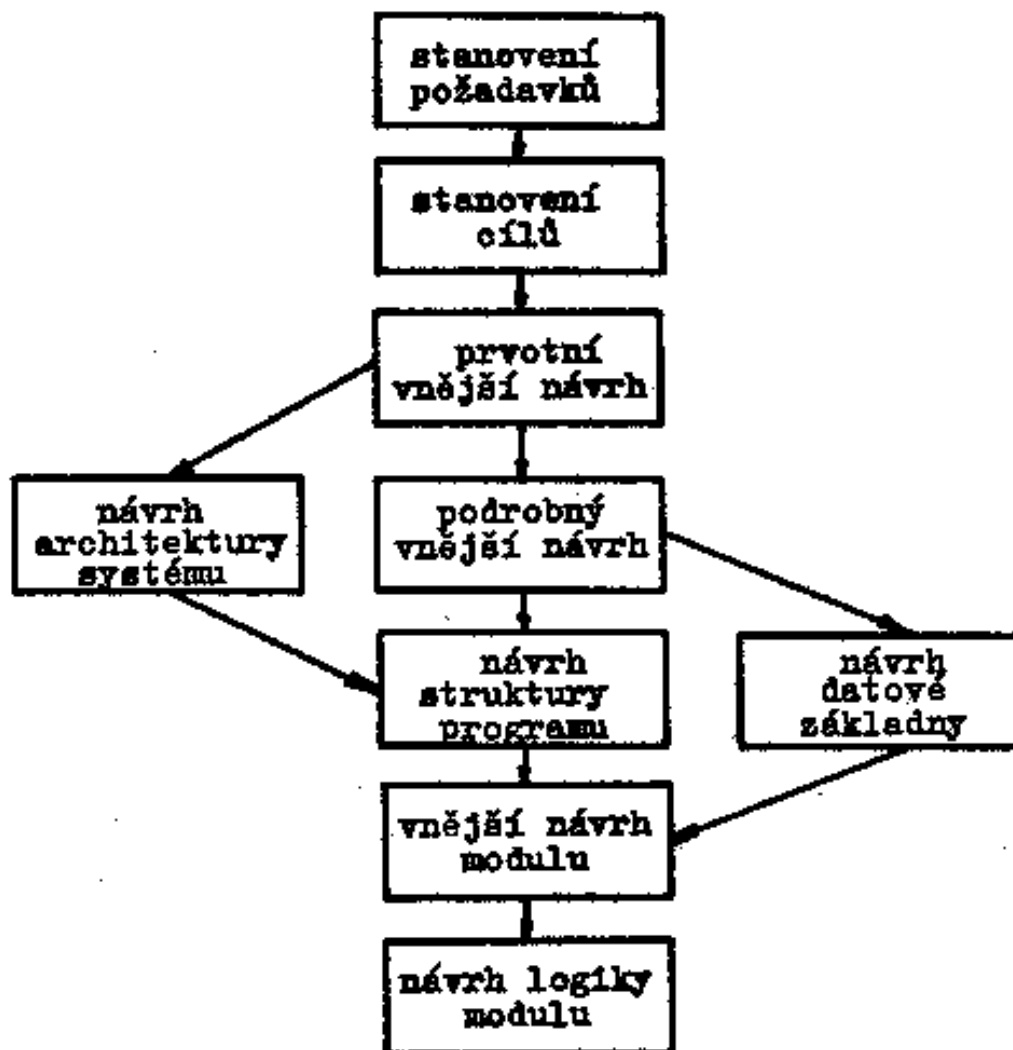 stanovení
požadavků
stanovení
cílů
prvotní
vnější návrh
návrh
architektury
systému
podrobný
vnější návrh
návrh
struktury
programu
návrh
datové
základny
vnější návrh
modulu
návrh logiky
modulu